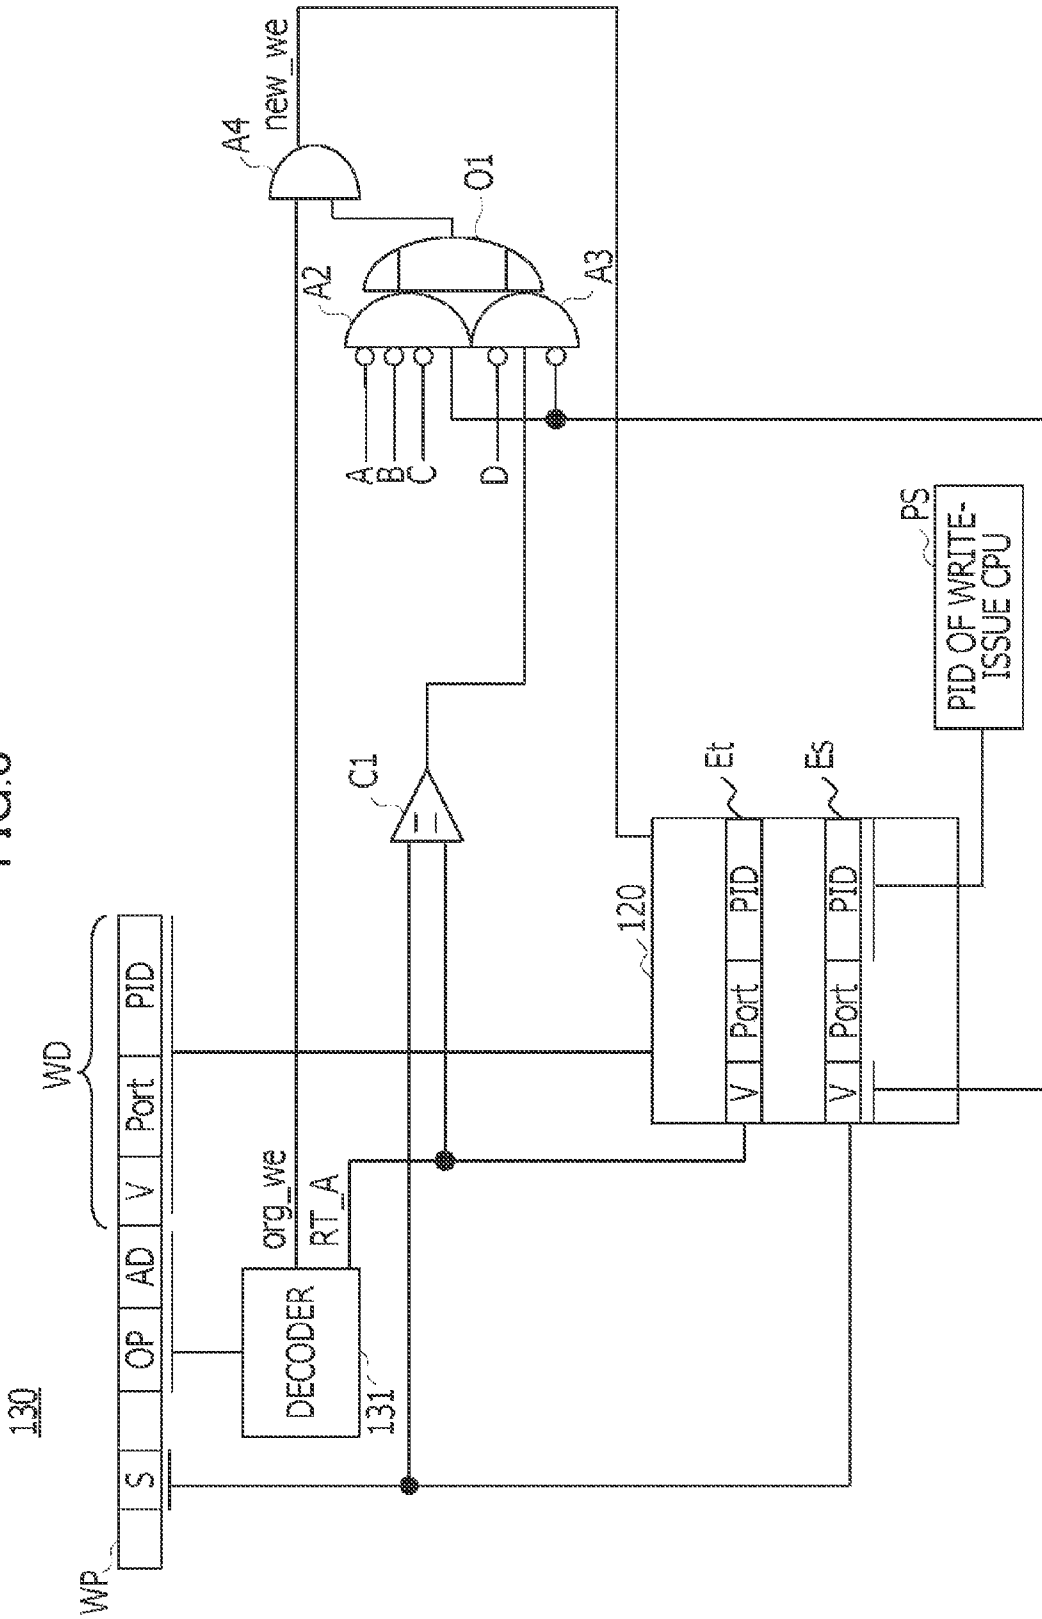 130
WP
S
OP
AD
V
Port
PID
WD
DECODER
131
org_we
RT_A
C1
A
B
C
D
A2
A3
O1
A4
new_we
120
V
Port
PID
Et
V
Port
PID
Es
PS
PID OF WRITE-
ISSUE CPU